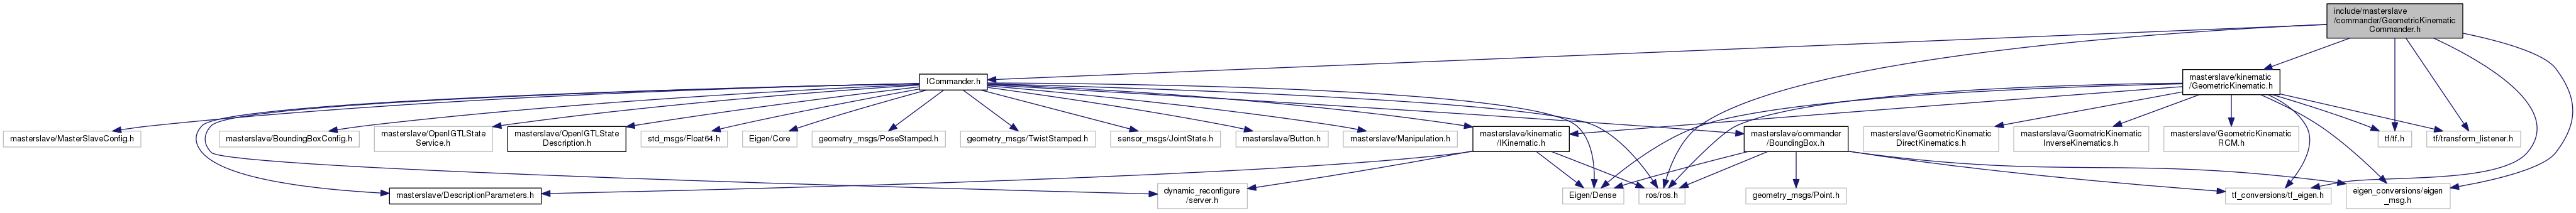 include/masterslave
/commander/GeometricKinematic
Commander.h
ICommander.h
masterslave/kinematic
/GeometricKinematic.h
masterslave/MasterSlaveConfig.h
masterslave/BoundingBoxConfig.h
masterslave/OpenIGTLState
Service.h
masterslave/OpenIGTLState
Description.h
std_msgs/Float64.h
Eigen/Core
geometry_msgs/PoseStamped.h
geometry_msgs/TwistStamped.h
sensor_msgs/JointState.h
masterslave/Button.h
masterslave/Manipulation.h
masterslave/kinematic
/IKinematic.h
masterslave/commander
/BoundingBox.h
masterslave/GeometricKinematic
DirectKinematics.h
masterslave/GeometricKinematic
InverseKinematics.h
masterslave/GeometricKinematic
RCM.h
tf/tf.h
tf/transform_listener.h
masterslave/DescriptionParameters.h
dynamic_reconfigure
/server.h
Eigen/Dense
ros/ros.h
geometry_msgs/Point.h
tf_conversions/tf_eigen.h
eigen_conversions/eigen
_msg.h